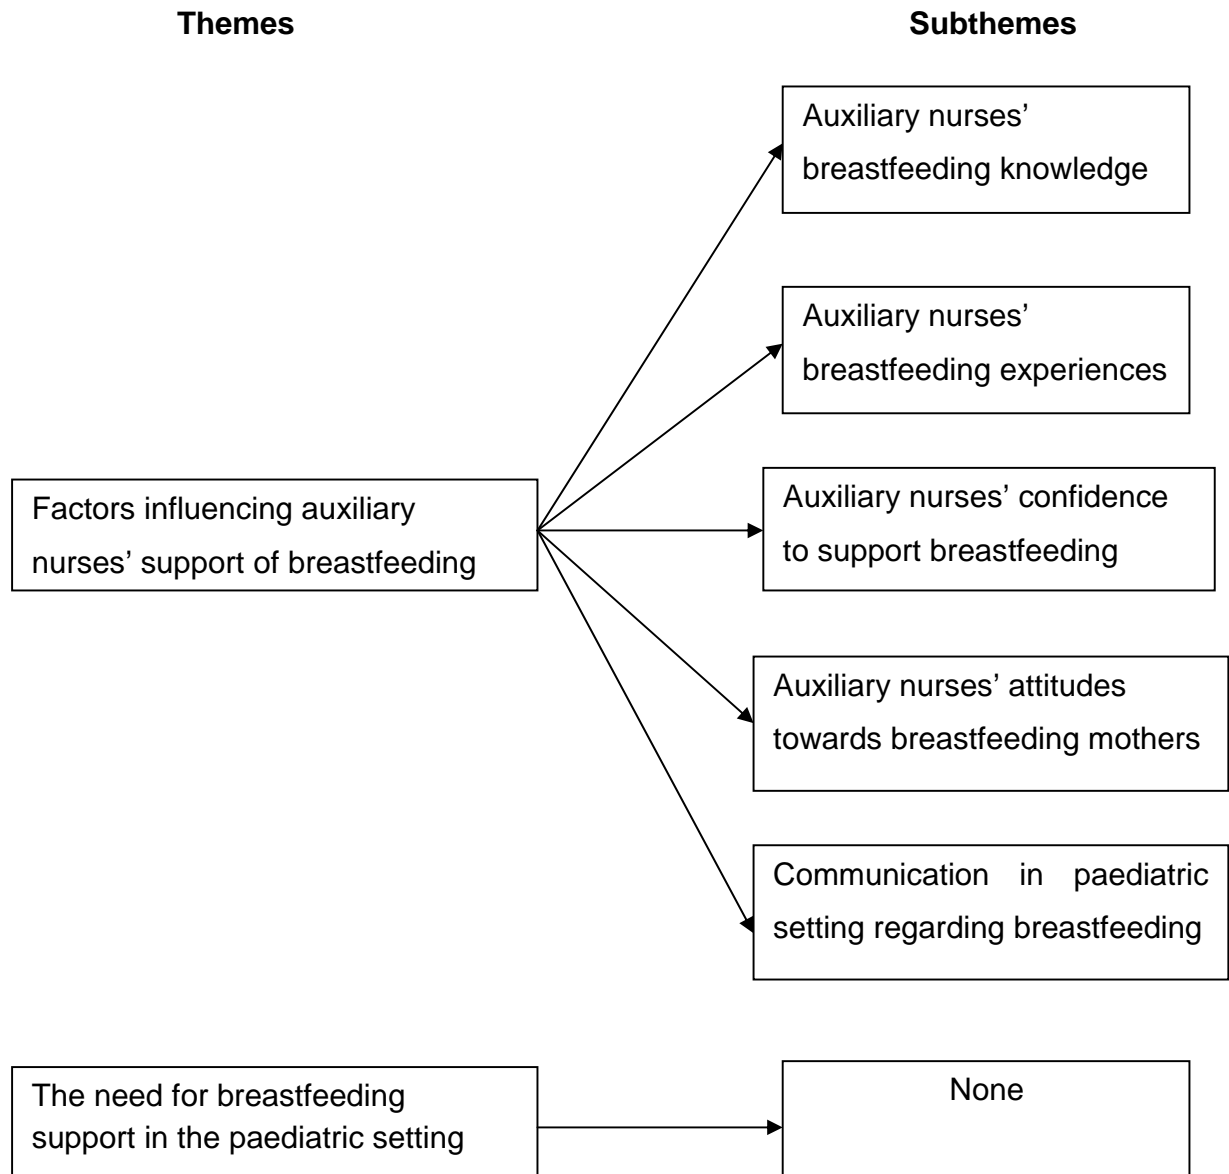 Themes
Subthemes
Auxiliary nurses’
breastfeeding knowledge
Auxiliary nurses’
breastfeeding experiences
Factors influencing auxiliary
nurses’ support of breastfeeding
Auxiliary nurses’ confidence
to support breastfeeding
Auxiliary nurses’ attitudes
towards breastfeeding mothers
Communication in paediatric
setting regarding breastfeeding
The need for breastfeeding
support in the paediatric setting
None